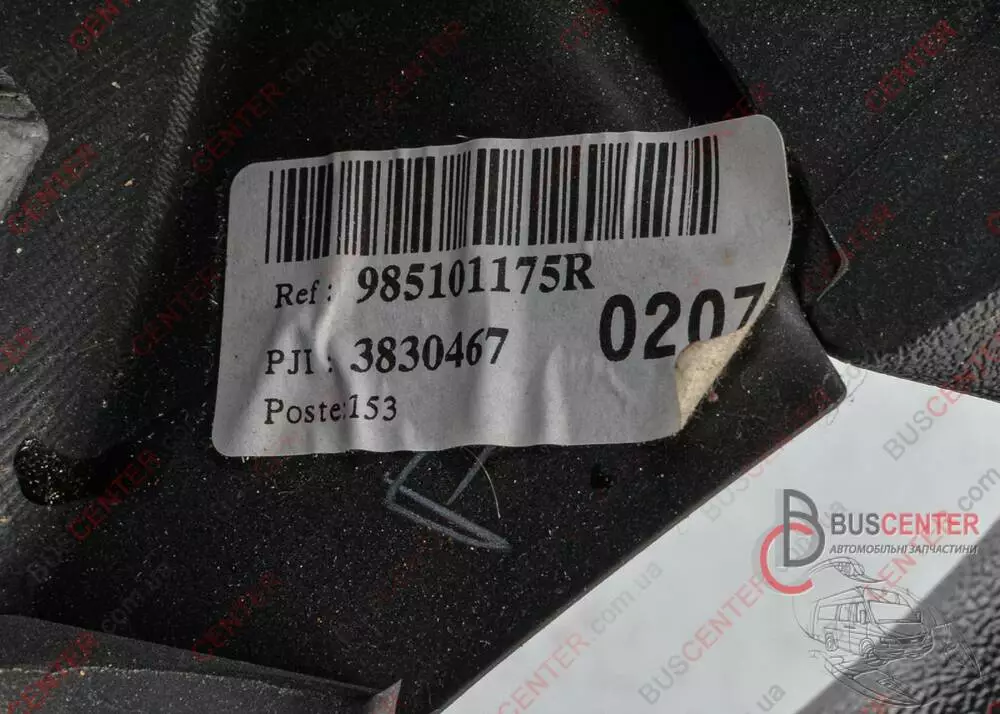 Ref : 985101175R
PJI : 3830467
0207
Poste:153
BUSCENTER
АВТОМОБІЛЬНІ ЗАПЧАСТИНИ